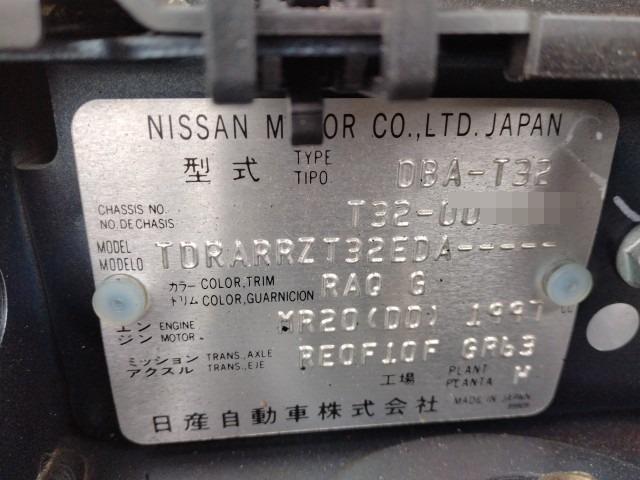 NISSAN MOTOR CO.,LTD. JAPAN
型式 TYPE TIPO DBA-T32
CHASSIS NO. NO. DE CHASIS T32-00
MODEL MODELO TDRARRZT32EDA-----
カラー COLOR,TRIM トリム COLOR,GUARNICION RAQ G
エンジン ENGINE MOTOR MR20(DD) 1997 cc
ミッション TRANS.,AXLE アクスル TRANS.,EJE RE0F10F GR63
工場 PLANT PLANTA M
日産自動車株式会社 MADE IN JAPAN